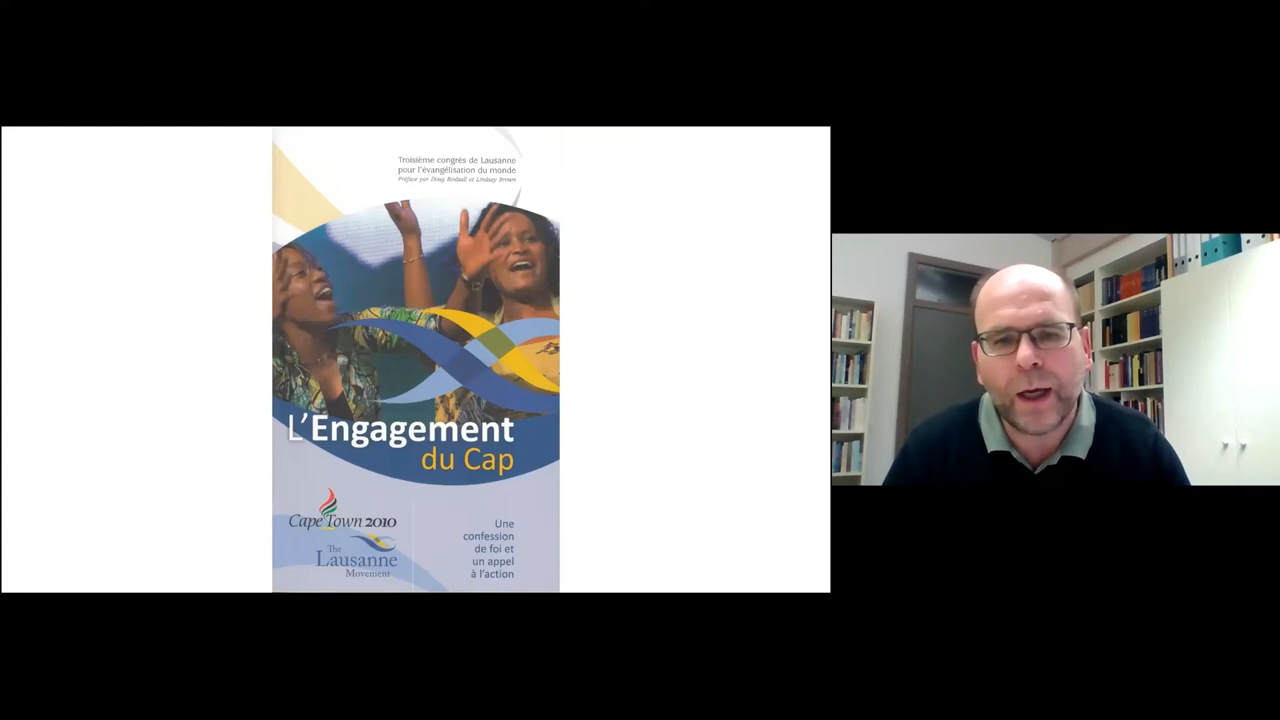 Troisième congrès de Lausanne
pour l'évangélisation du monde
Préface par Doug Birdsall et Lindsay Brown
L'Engagement
du Cap
Cape Town 2010
The
Lausanne
Movement
Une
confession
de foi et
un appel
à l'action